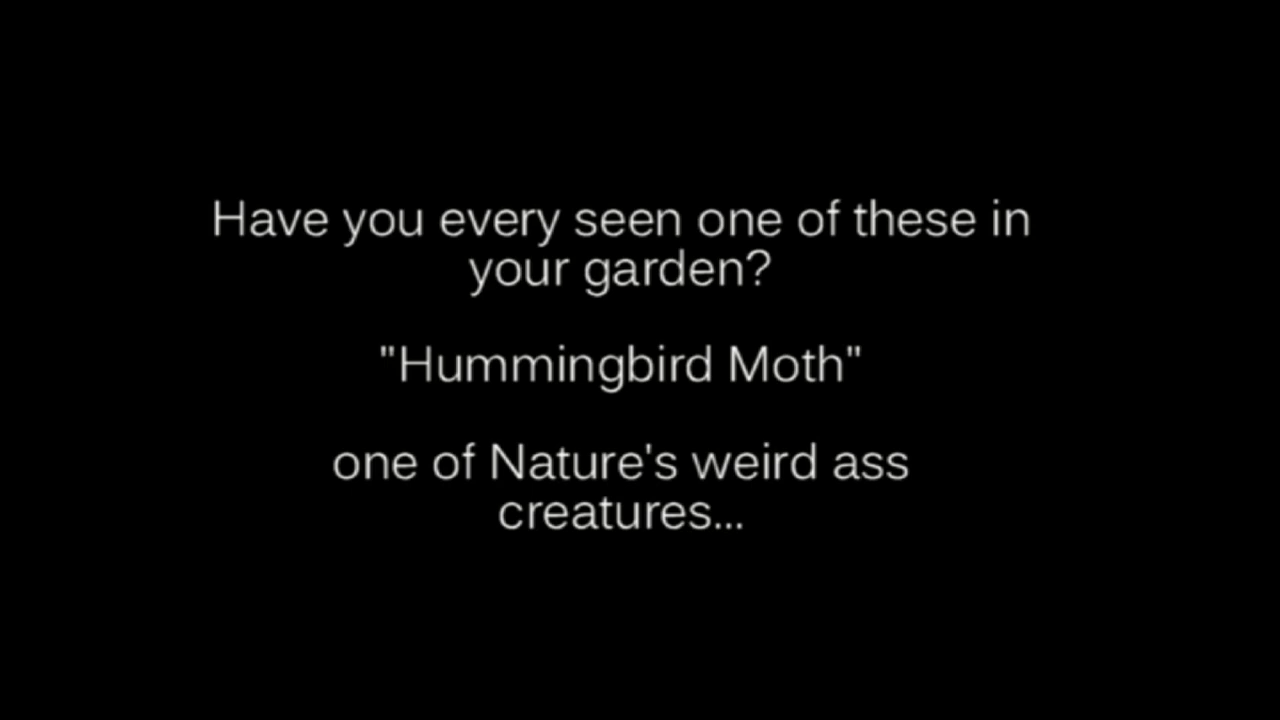 Have you every seen one of these in
your garden?
"Hummingbird Moth"
one of Nature's weird ass
creatures...